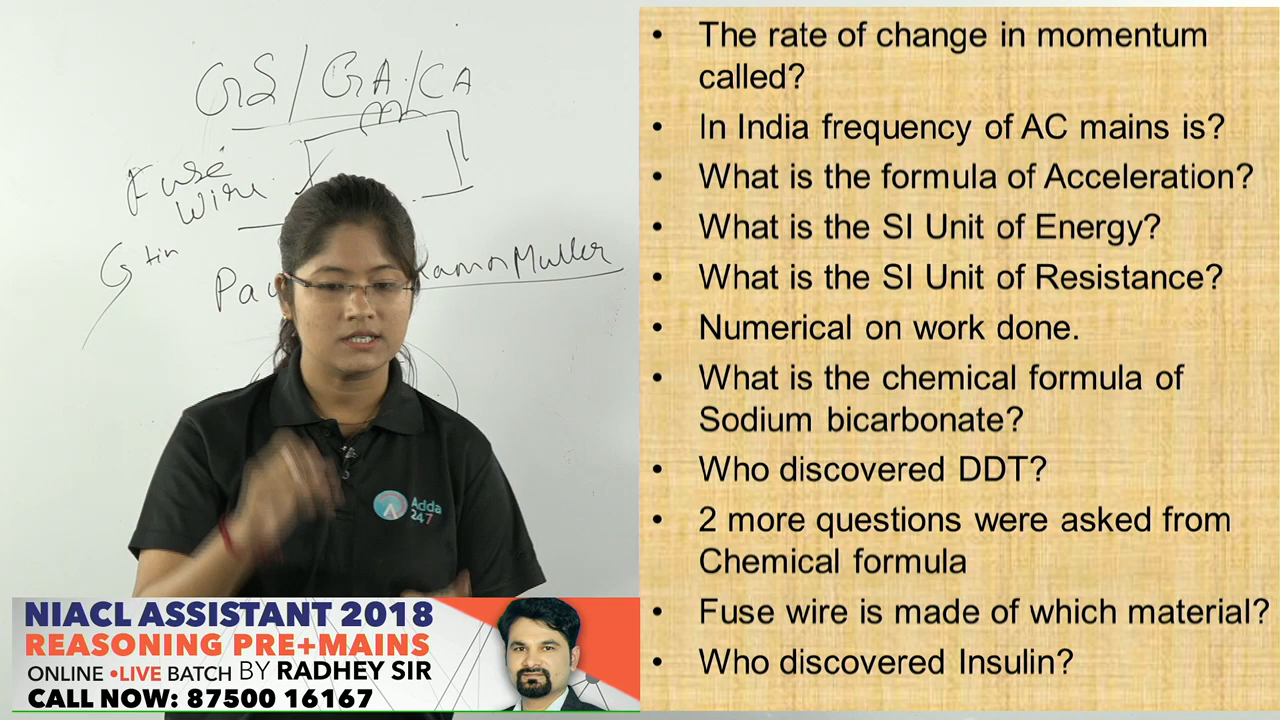 GS/GA/CA
Fuse
wire
tin
Muller
Adda
247
NIACL ASSISTANT 2018
REASONING PRE+MAINS
ONLINE •LIVE BATCH BY RADHEY SIR
CALL NOW: 87500 16167
• The rate of change in momentum
called?
• In India frequency of AC mains is?
• What is the formula of Acceleration?
• What is the SI Unit of Energy?
• What is the SI Unit of Resistance?
• Numerical on work done.
• What is the chemical formula of
Sodium bicarbonate?
• Who discovered DDT?
• 2 more questions were asked from
Chemical formula
• Fuse wire is made of which material?
• Who discovered Insulin?